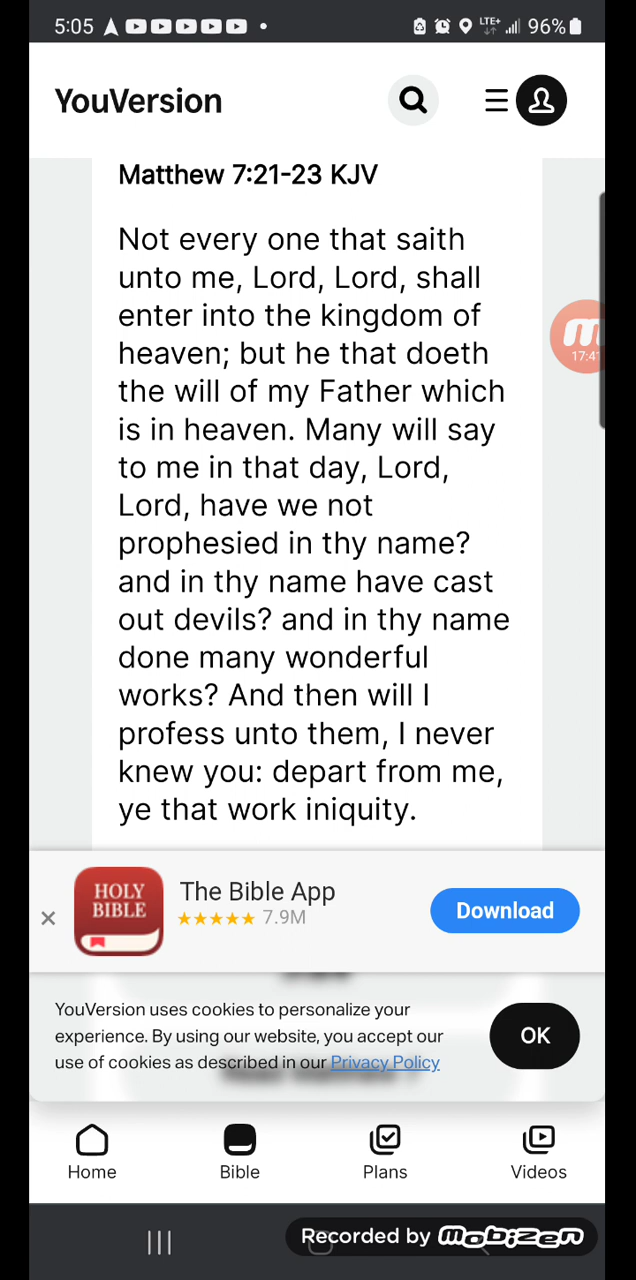 5:05 LTE+ 96%
YouVersion
Matthew 7:21-23 KJV
Not every one that saith
unto me, Lord, Lord, shall
enter into the kingdom of
heaven; but he that doeth
the will of my Father which
is in heaven. Many will say
to me in that day, Lord,
Lord, have we not
prophesied in thy name?
and in thy name have cast
out devils? and in thy name
done many wonderful
works? And then will I
profess unto them, I never
knew you: depart from me,
ye that work iniquity.
17:41
HOLY
BIBLE
The Bible App
7.9M
Download
YouVersion uses cookies to personalize your
experience. By using our website, you accept our
use of cookies as described in our Privacy Policy
OK
Home Bible Plans Videos
Recorded by mobizen